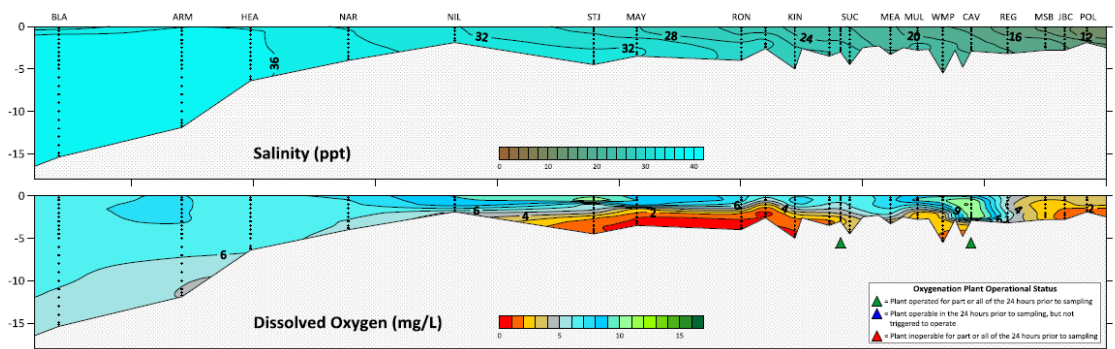 BLA ARM HEA NAR NIL STJ MAY RON KIN SUC MEA MUL WMP CAV REG MSB JBC POL
0
-5
-10
-15
36 32 32 28 24 20 16 12
Salinity (ppt)
0 10 20 30 40
0
-5
-10
-15
6 6 4 2 6 4 9 6 4 2
Dissolved Oxygen (mg/L)
0 5 10 15
Oxygenation Plant Operational Status
= Plant operated for part or all of the 24 hours prior to sampling
= Plant operable in the 24 hours prior to sampling, but not
triggered to operate
= Plant inoperable for part or all of the 24 hours prior to sampling